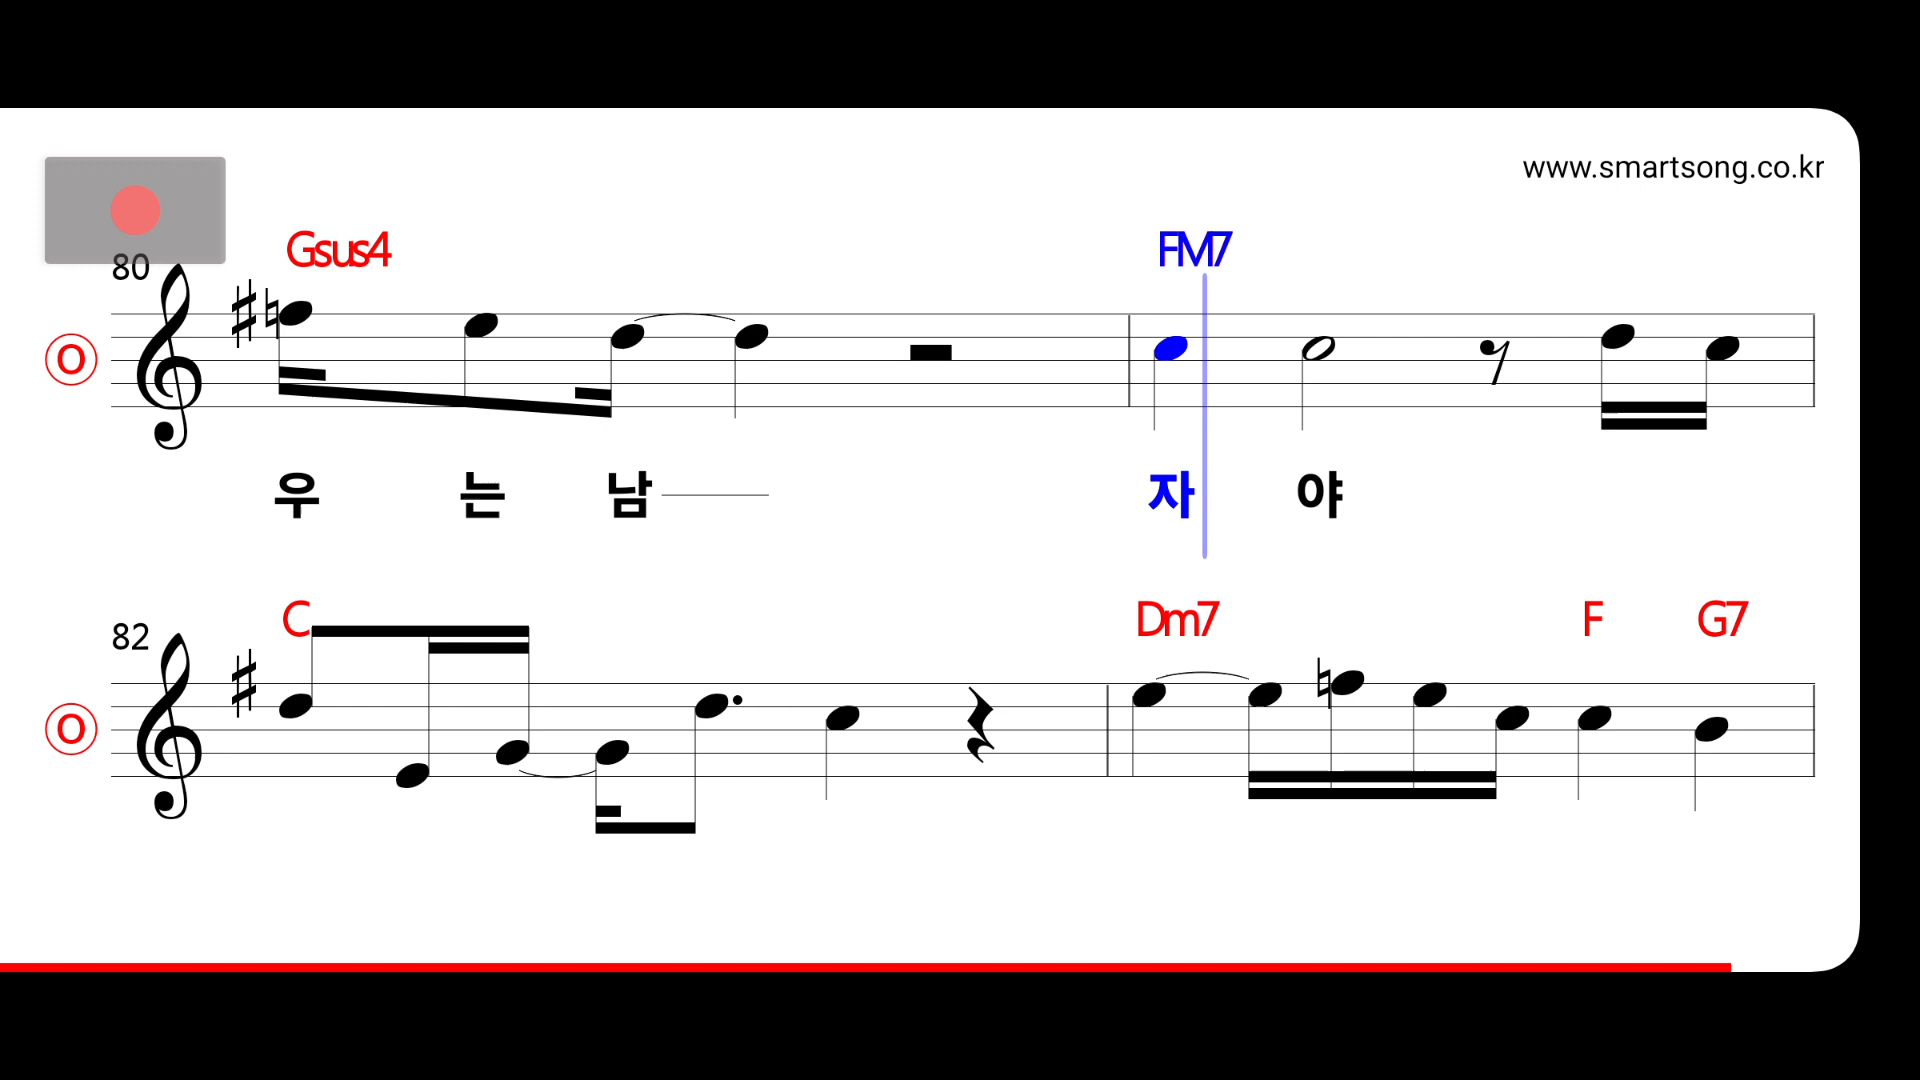 www.smartsong.co.kr
80 Gsus4 FM7
O
우 는 남 자 야
82 C Dm7 F G7
O